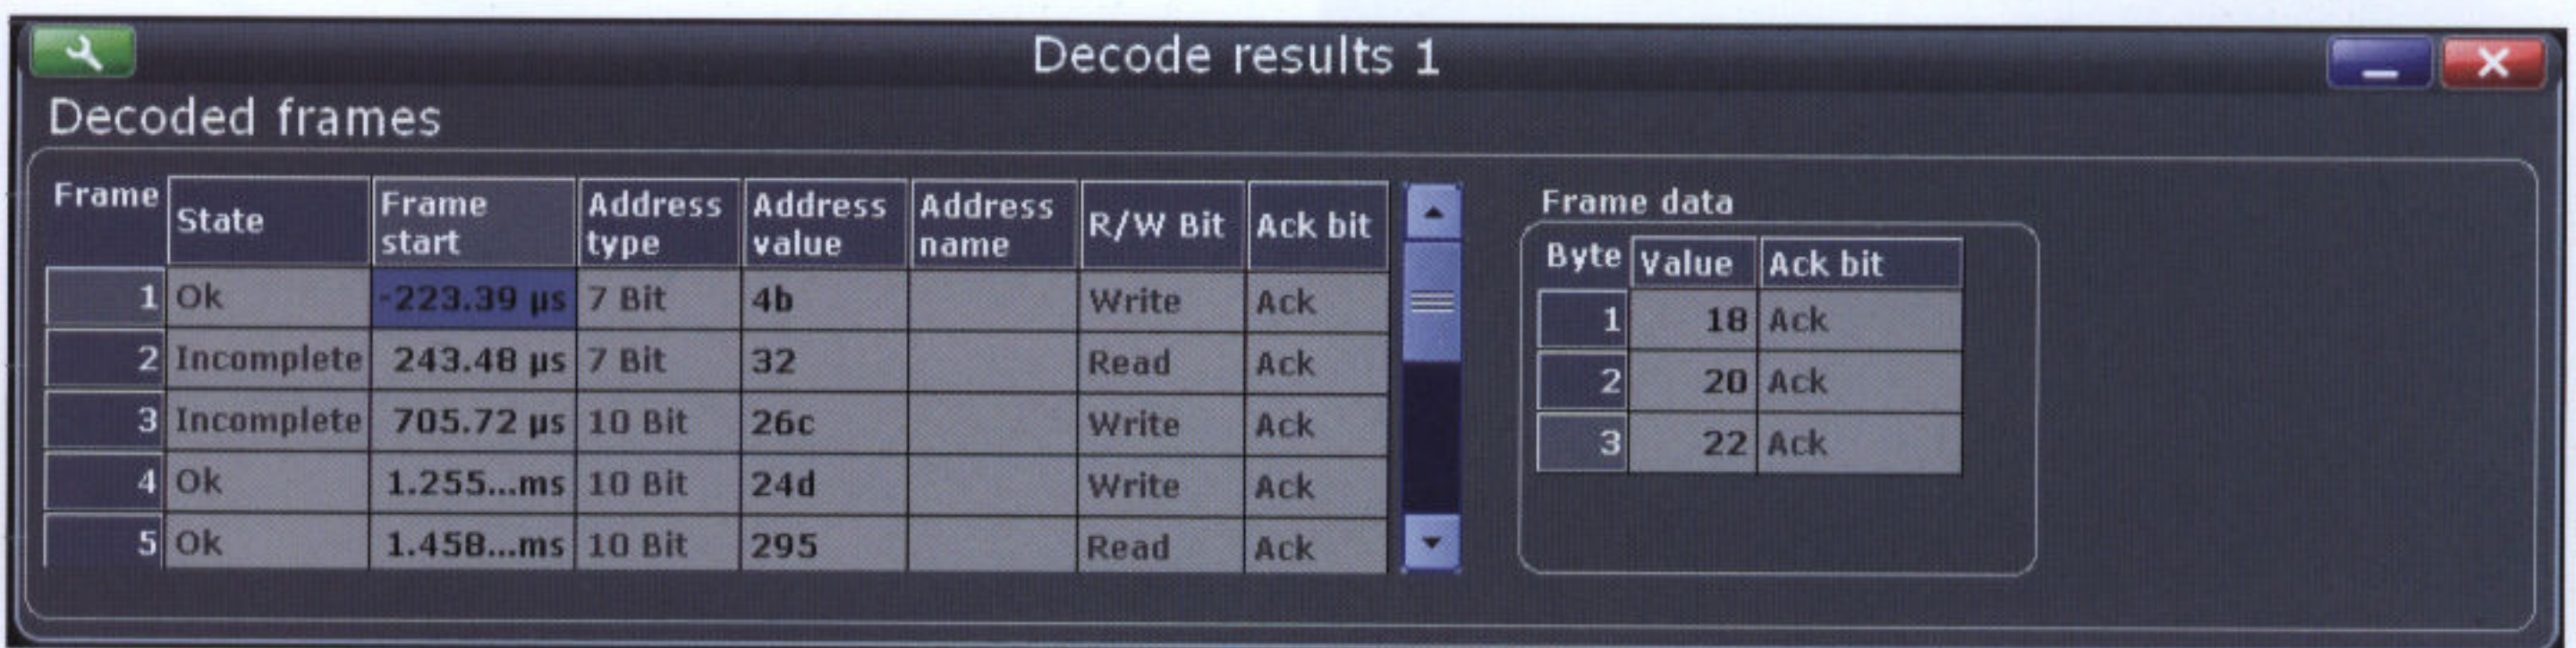 Decode results 1
Decoded frames
Frame State Frame start Address type Address value Address name R/W Bit Ack bit
1 Ok -223.39 µs 7 Bit 4b Write Ack
2 Incomplete 243.48 µs 7 Bit 32 Read Ack
3 Incomplete 705.72 µs 10 Bit 26c Write Ack
4 Ok 1.255...ms 10 Bit 24d Write Ack
5 Ok 1.458...ms 10 Bit 295 Read Ack
Frame data
Byte Value Ack bit
1 18 Ack
2 20 Ack
3 22 Ack